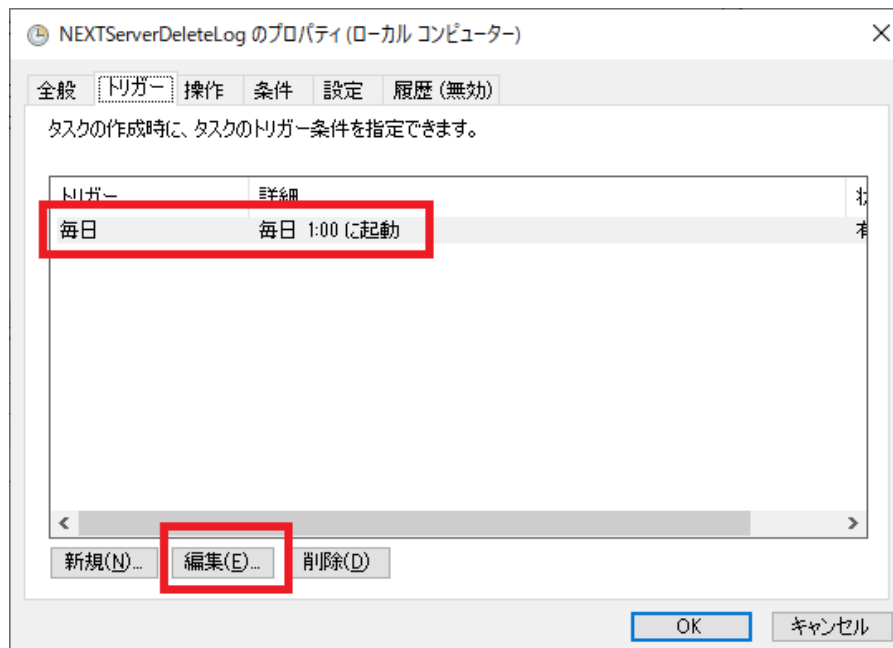 NEXTServerDeleteLog のプロパティ (ローカル コンピューター)
全般 トリガー 操作 条件 設定 履歴 (無効)
タスクの作成時に、タスクのトリガー条件を指定できます。
トリガー 詳細
毎日 毎日 1:00 に起動
新規(N)... 編集(E)... 削除(D)
OK キャンセル